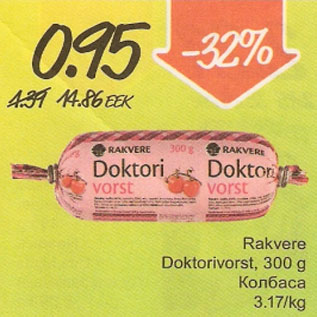 0.95
-32%
1.39 14.86 EEK
RAKVERE 300 g
Doktori Doktori
vorst vorst
Rakvere
Doktorivorst, 300 g
Колбаса
3.17/kg